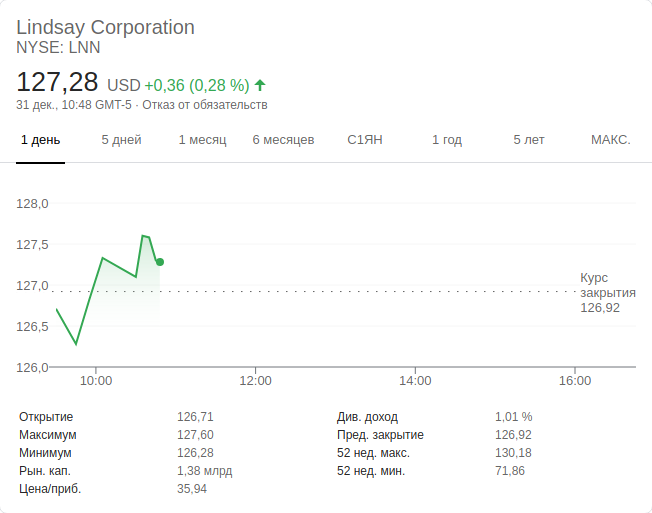 Lindsay Corporation
NYSE: LNN
127,28 USD +0,36 (0,28 %)
31 дек., 10:48 GMT-5 · Отказ от обязательств
1 день 5 дней 1 месяц 6 месяцев С1ЯН 1 год 5 лет МАКС.
128,0
127,5
127,0
126,5
126,0
Курс
закрытия
126,92
10:00 12:00 14:00 16:00
Открытие 126,71
Максимум 127,60
Минимум 126,28
Рын. кап. 1,38 млрд
Цена/приб. 35,94
Див. доход 1,01 %
Пред. закрытие 126,92
52 нед. макс. 130,18
52 нед. мин. 71,86